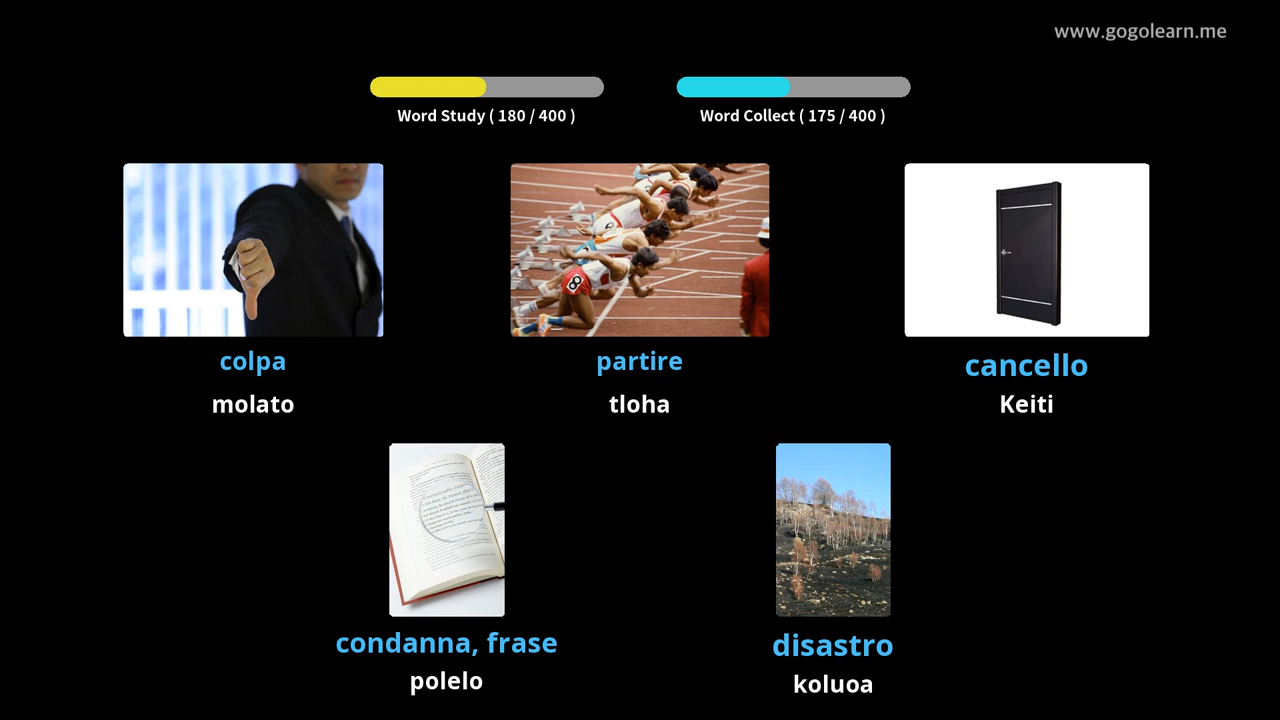 www.gogolearn.me
Word Study ( 180 / 400 )
Word Collect ( 175 / 400 )
colpa
molato
partire
tloha
cancello
Keiti
condanna, frase
polelo
disastro
koluoa